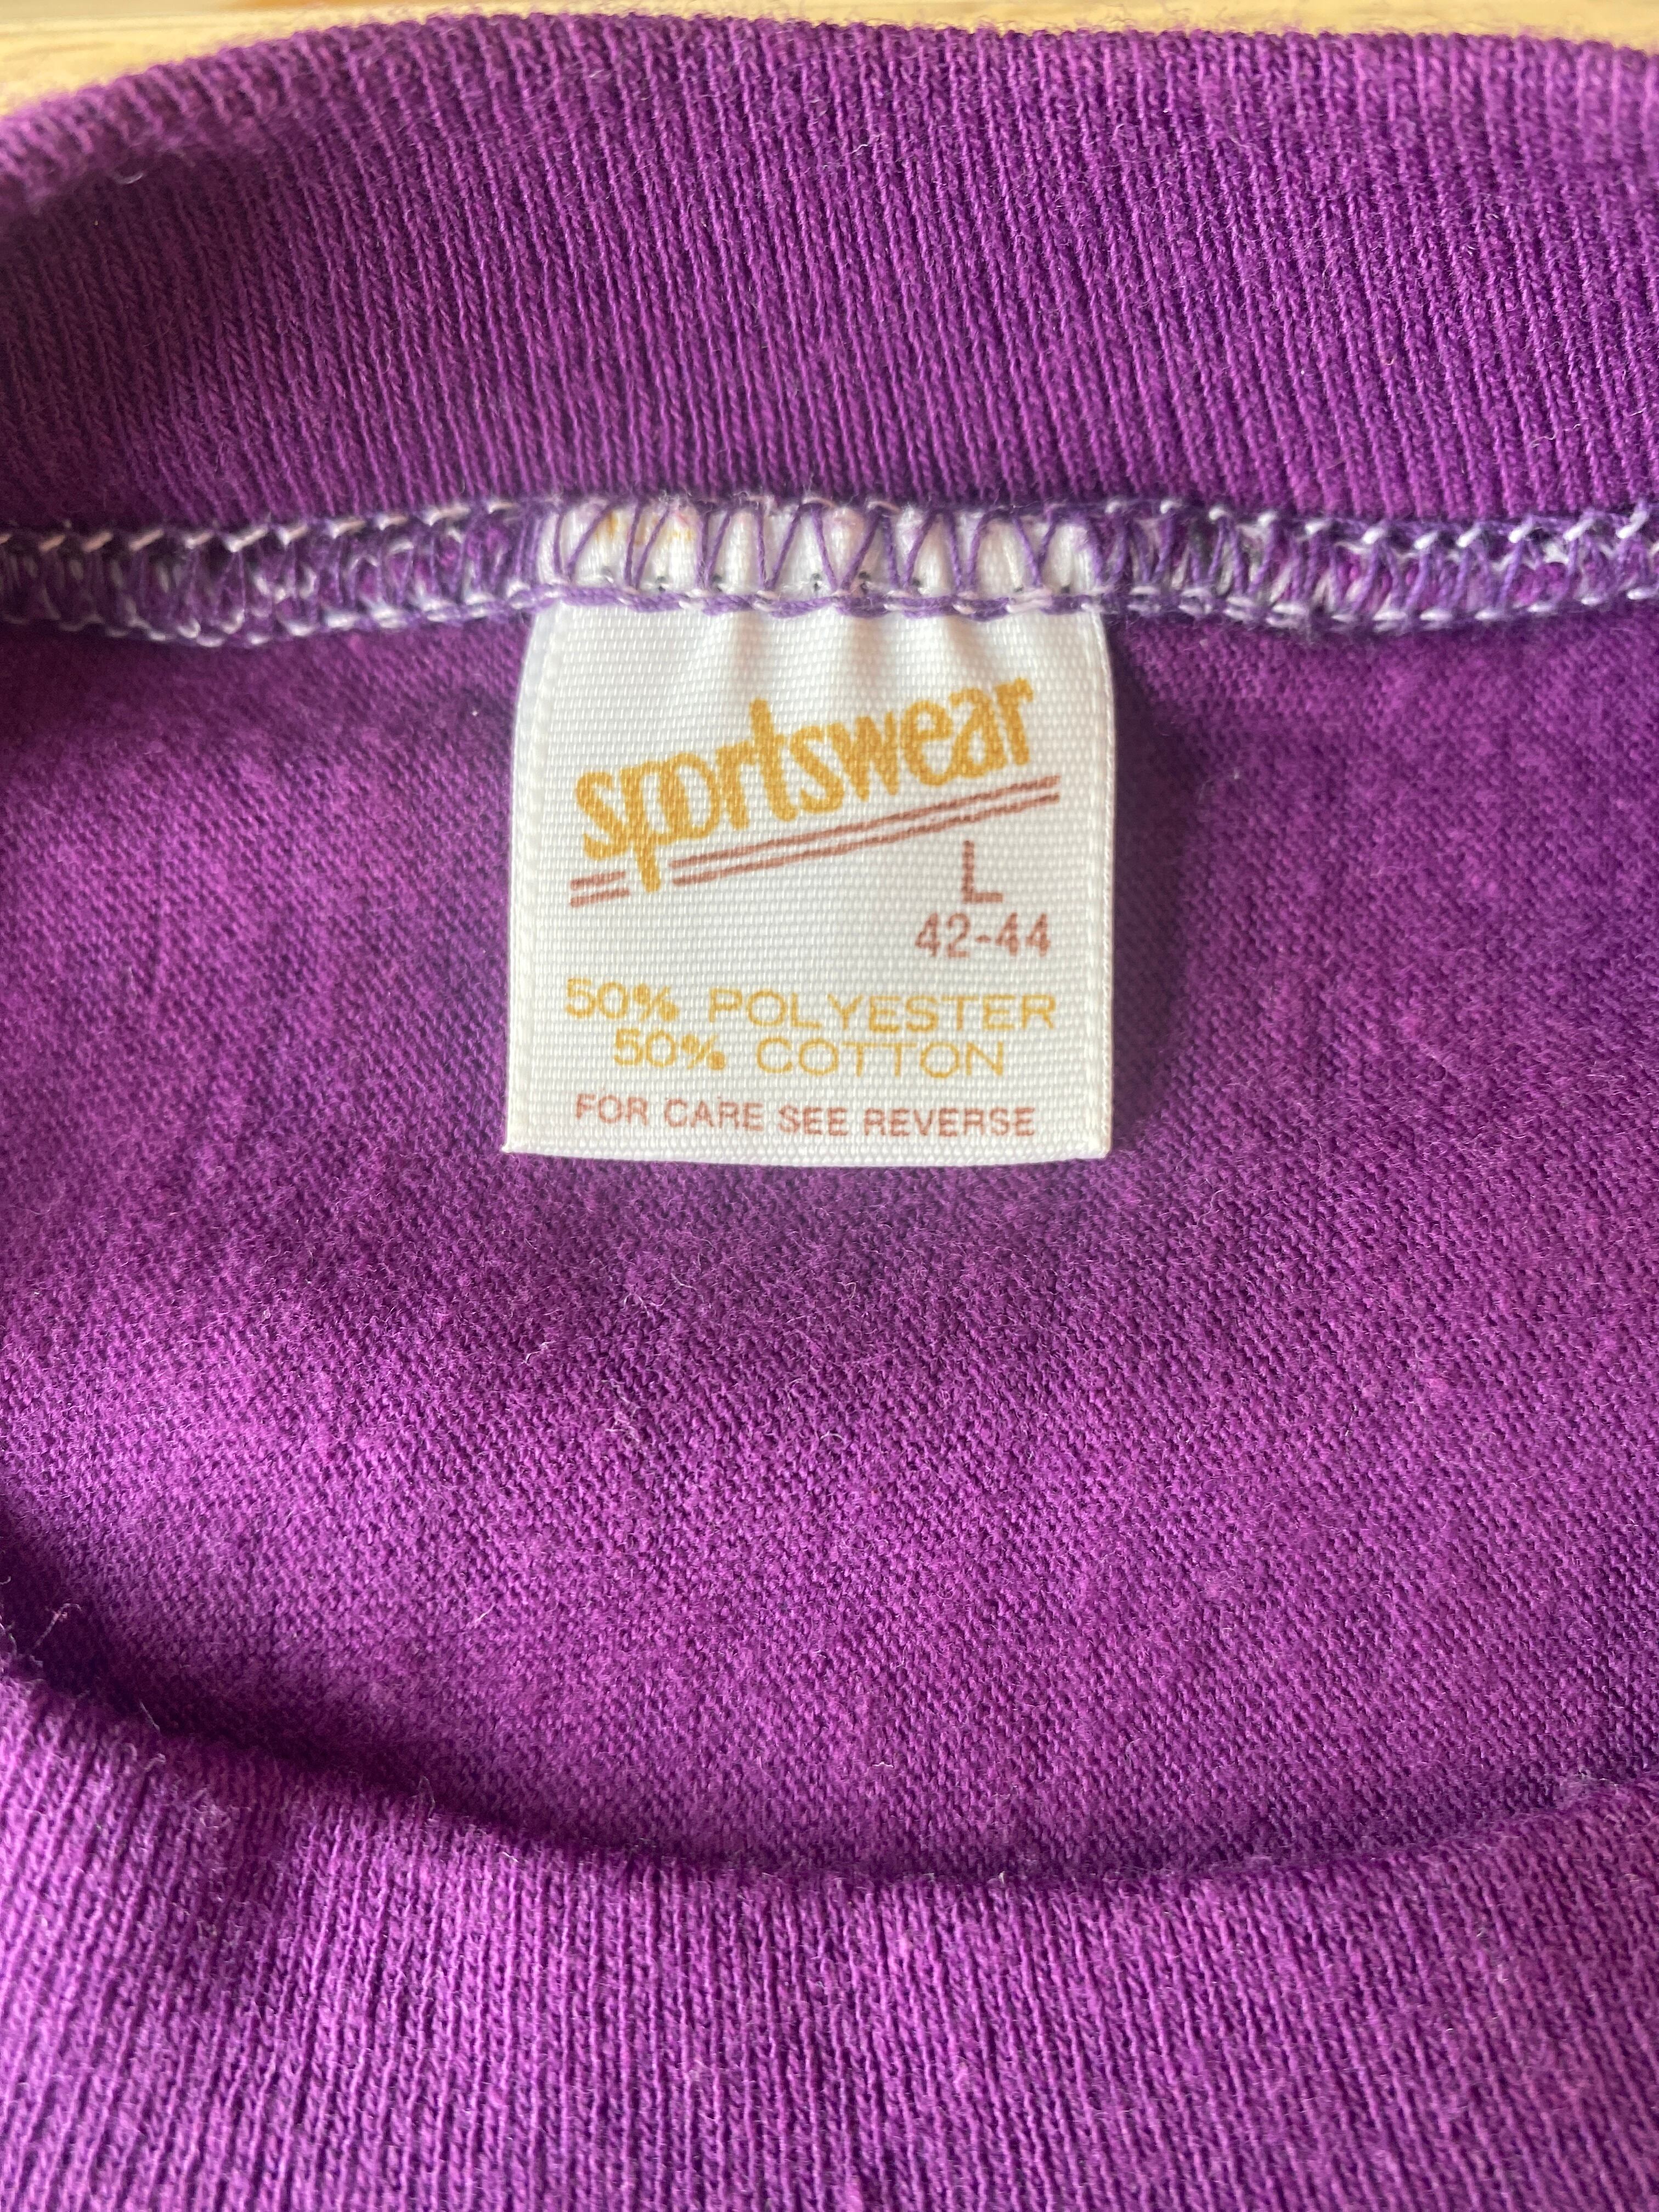 sportswear
L
42-44
50% POLYESTER
50% COTTON
FOR CARE SEE REVERSE